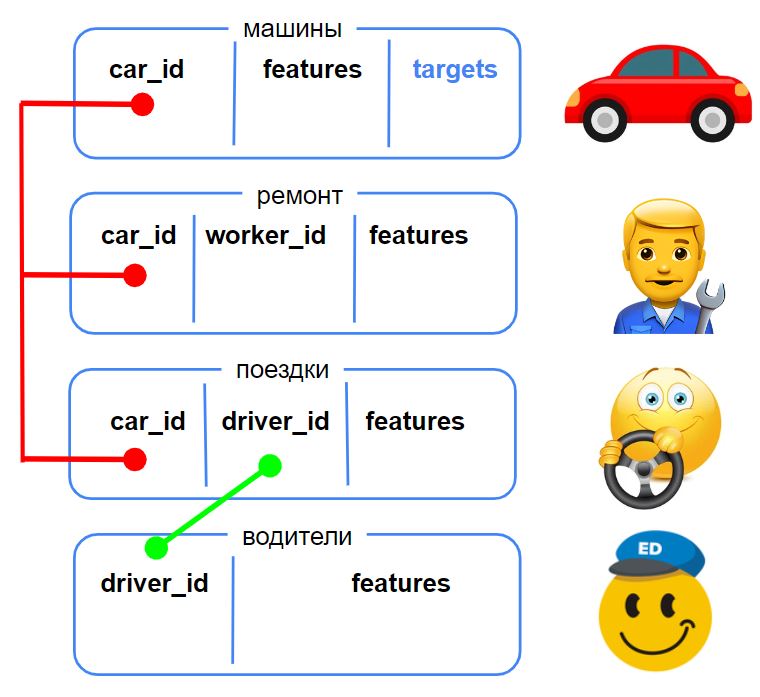 машины
car_id features targets
ремонт
car_id worker_id features
поездки
car_id driver_id features
водители
driver_id features
ED